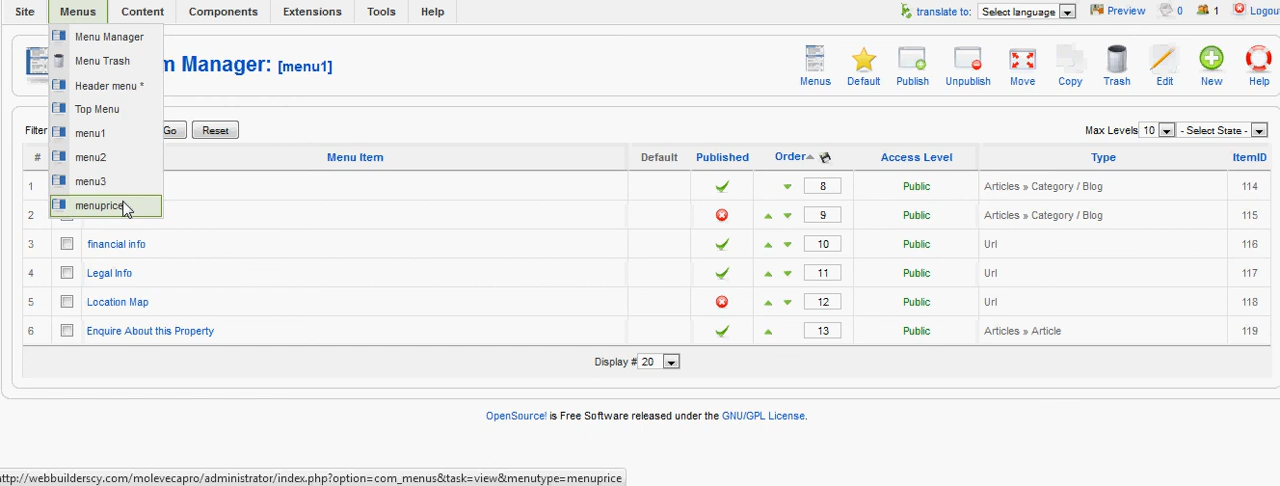 Site Menus Content Components Extensions Tools Help translate to: Select language Preview 0 1 Logout
Menu Manager
Menu Trash
Header menu *
Top Menu
menu1
menu2
menu3
menuprice
m Manager: [menu1]
Menus Default Publish Unpublish Move Copy Trash Edit New Help
Filter Go Reset Max Levels 10 - Select State -
# Menu Item Default Published Order Access Level Type ItemID
1 8 Public Articles » Category / Blog 114
2 9 Public Articles » Category / Blog 115
3 financial info 10 Public Url 116
4 Legal Info 11 Public Url 117
5 Location Map 12 Public Url 118
6 Enquire About this Property 13 Public Articles » Article 119
Display # 20
OpenSource! is Free Software released under the GNU/GPL License.
http://webbuilderscy.com/molevecapro/administrator/index.php?option=com_menus&task=view&menutype=menuprice